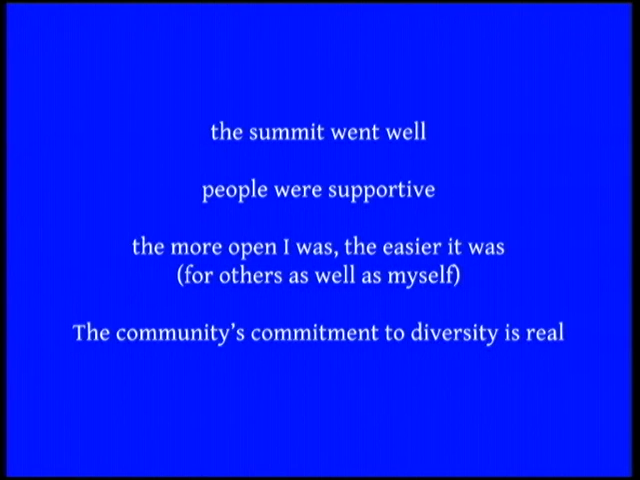 the summit went well
people were supportive
the more open I was, the easier it was
(for others as well as myself)
The community’s commitment to diversity is real